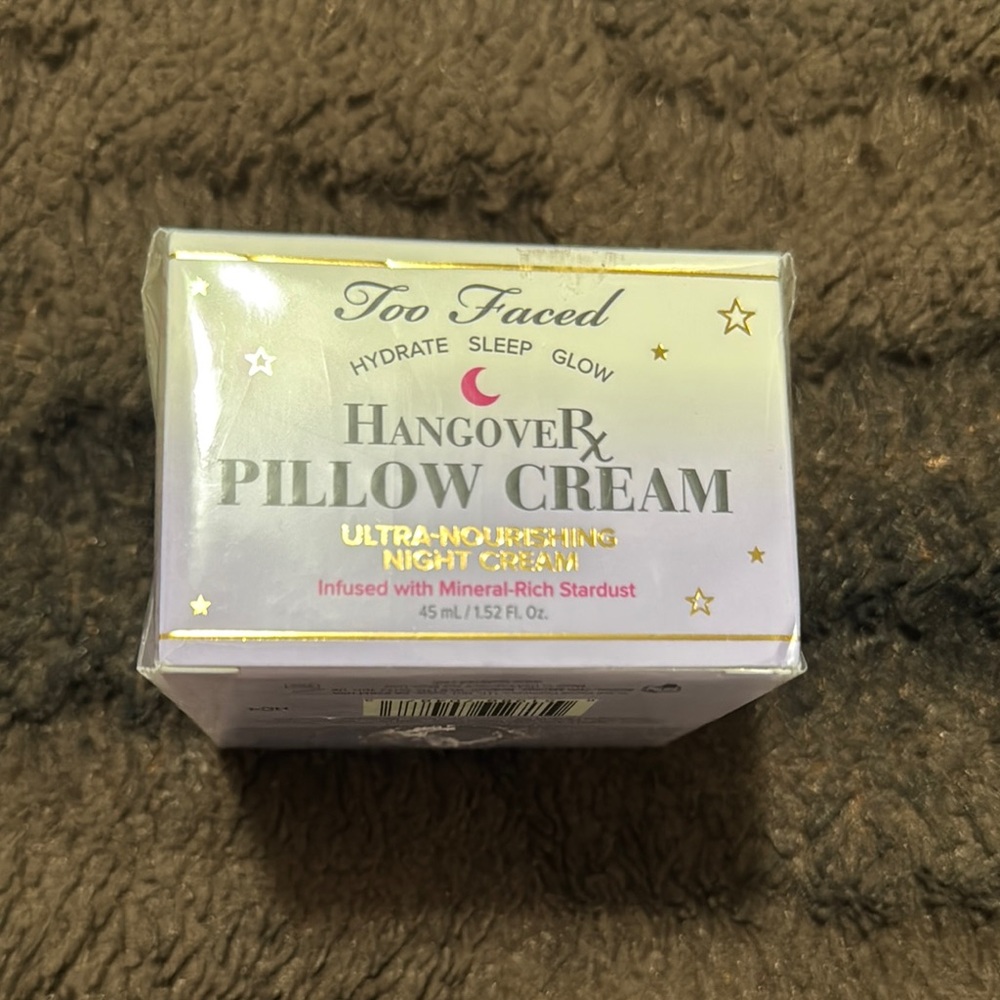 Too Faced
HYDRATE SLEEP GLOW
HANGOVERx
PILLOW CREAM
ULTRA-NOURISHING
NIGHT CREAM
Infused with Mineral-Rich Stardust
45 mL / 1.52 Fl. Oz.